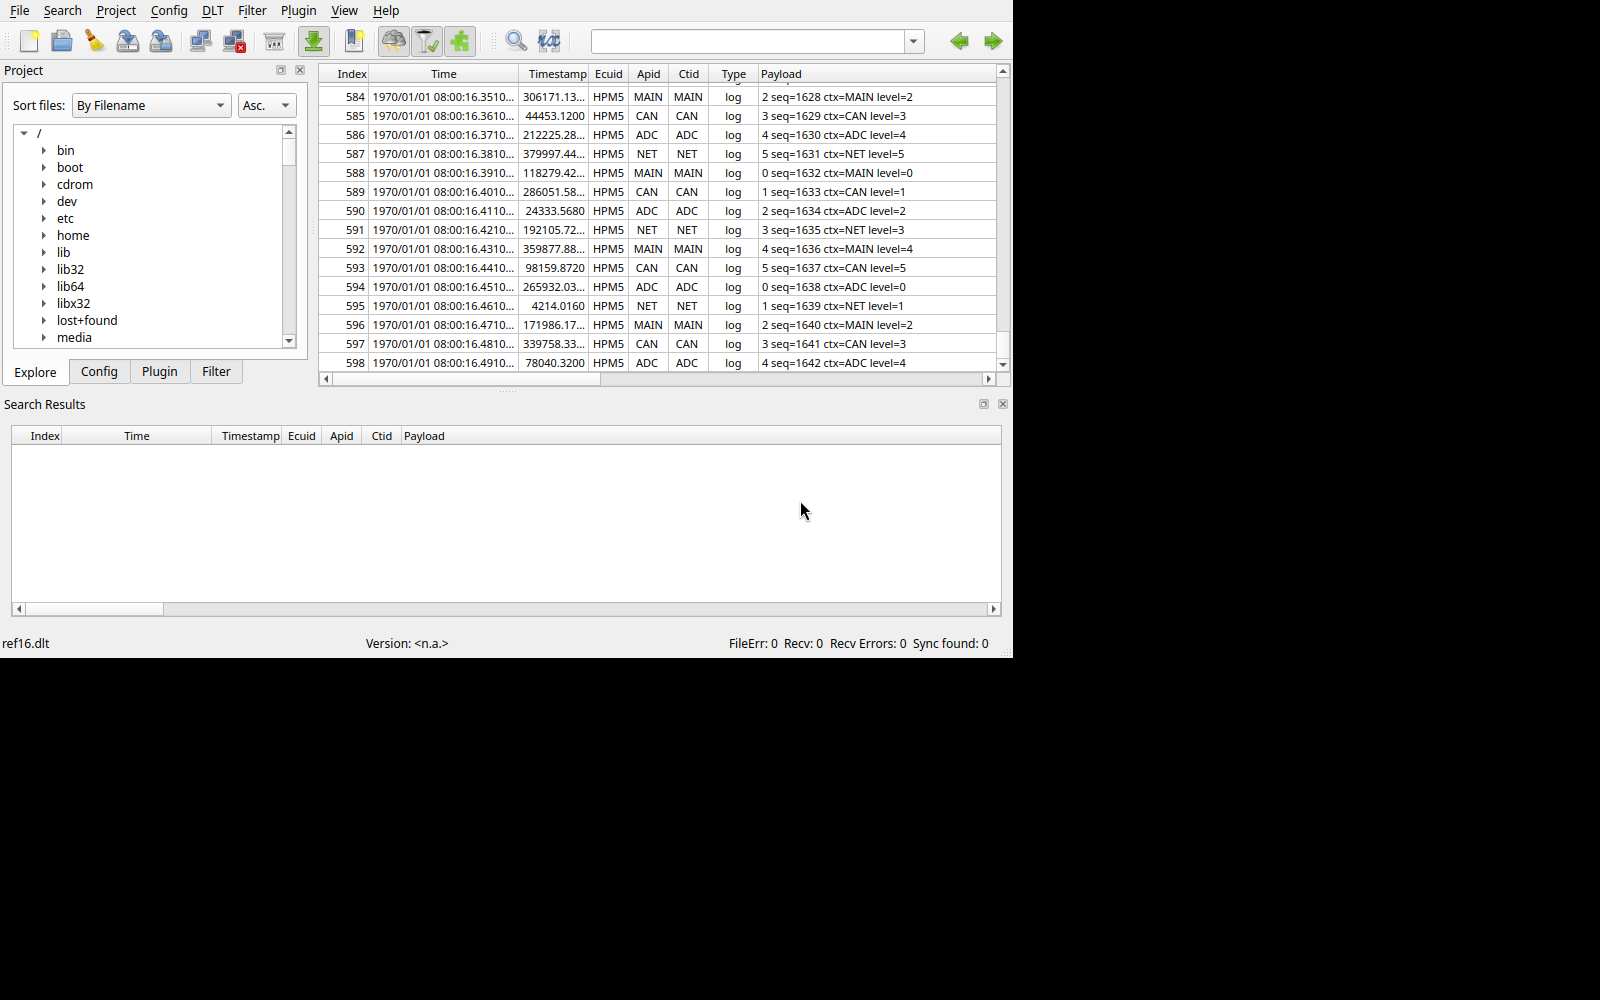 File Search Project Config DLT Filter Plugin View Help
Project
Sort files: By Filename Asc.
/
bin
boot
cdrom
dev
etc
home
lib
lib32
lib64
libx32
lost+found
media
Explore Config Plugin Filter
Index Time Timestamp Ecuid Apid Ctid Type Payload
584 1970/01/01 08:00:16.3510... 306171.13... HPM5 MAIN MAIN log 2 seq=1628 ctx=MAIN level=2
585 1970/01/01 08:00:16.3610... 44453.1200 HPM5 CAN CAN log 3 seq=1629 ctx=CAN level=3
586 1970/01/01 08:00:16.3710... 212225.28... HPM5 ADC ADC log 4 seq=1630 ctx=ADC level=4
587 1970/01/01 08:00:16.3810... 379997.44... HPM5 NET NET log 5 seq=1631 ctx=NET level=5
588 1970/01/01 08:00:16.3910... 118279.42... HPM5 MAIN MAIN log 0 seq=1632 ctx=MAIN level=0
589 1970/01/01 08:00:16.4010... 286051.58... HPM5 CAN CAN log 1 seq=1633 ctx=CAN level=1
590 1970/01/01 08:00:16.4110... 24333.5680 HPM5 ADC ADC log 2 seq=1634 ctx=ADC level=2
591 1970/01/01 08:00:16.4210... 192105.72... HPM5 NET NET log 3 seq=1635 ctx=NET level=3
592 1970/01/01 08:00:16.4310... 359877.88... HPM5 MAIN MAIN log 4 seq=1636 ctx=MAIN level=4
593 1970/01/01 08:00:16.4410... 98159.8720 HPM5 CAN CAN log 5 seq=1637 ctx=CAN level=5
594 1970/01/01 08:00:16.4510... 265932.03... HPM5 ADC ADC log 0 seq=1638 ctx=ADC level=0
595 1970/01/01 08:00:16.4610... 4214.0160 HPM5 NET NET log 1 seq=1639 ctx=NET level=1
596 1970/01/01 08:00:16.4710... 171986.17... HPM5 MAIN MAIN log 2 seq=1640 ctx=MAIN level=2
597 1970/01/01 08:00:16.4810... 339758.33... HPM5 CAN CAN log 3 seq=1641 ctx=CAN level=3
598 1970/01/01 08:00:16.4910... 78040.3200 HPM5 ADC ADC log 4 seq=1642 ctx=ADC level=4
Search Results
Index Time Timestamp Ecuid Apid Ctid Payload
ref16.dlt Version: <n.a.> FileErr: 0 Recv: 0 Recv Errors: 0 Sync found: 0